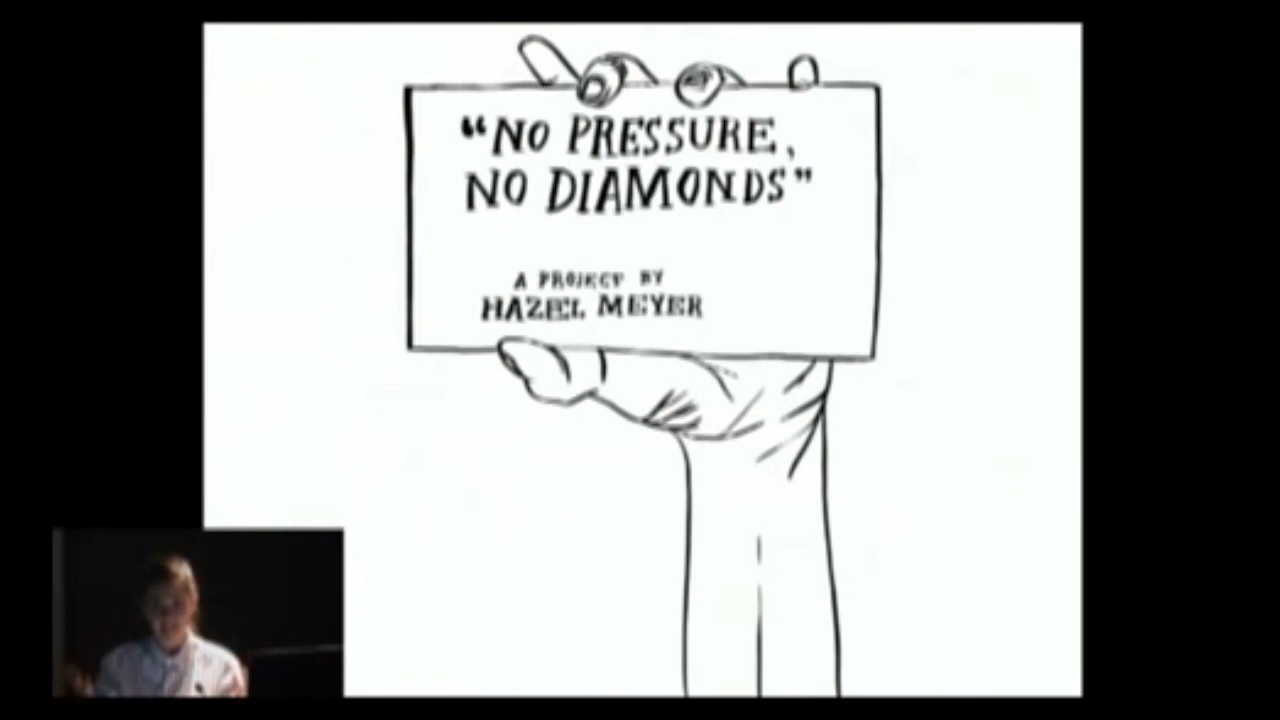 “NO PRESSURE,
NO DIAMONDS”
A PROJECT BY
HAZEL MEYER